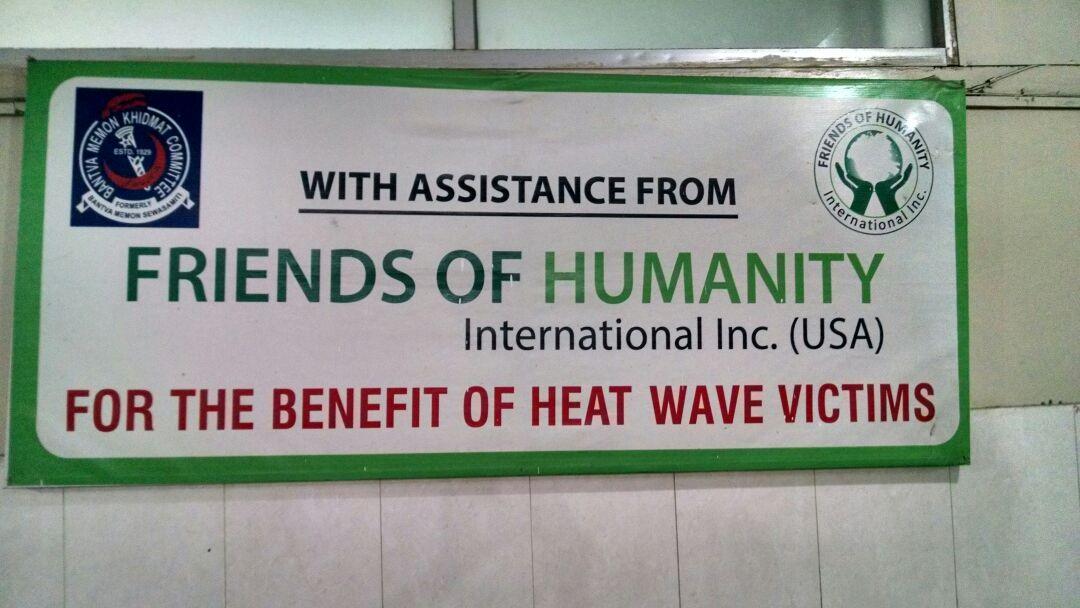 BANTVA MEMON KHIDMAT COMMITTEE
ESTD. 1929
FORMERLY
BANTVA MEMON SEWASAMITI
FRIENDS OF HUMANITY
International Inc.
WITH ASSISTANCE FROM
FRIENDS OF HUMANITY
International Inc. (USA)
FOR THE BENEFIT OF HEAT WAVE VICTIMS